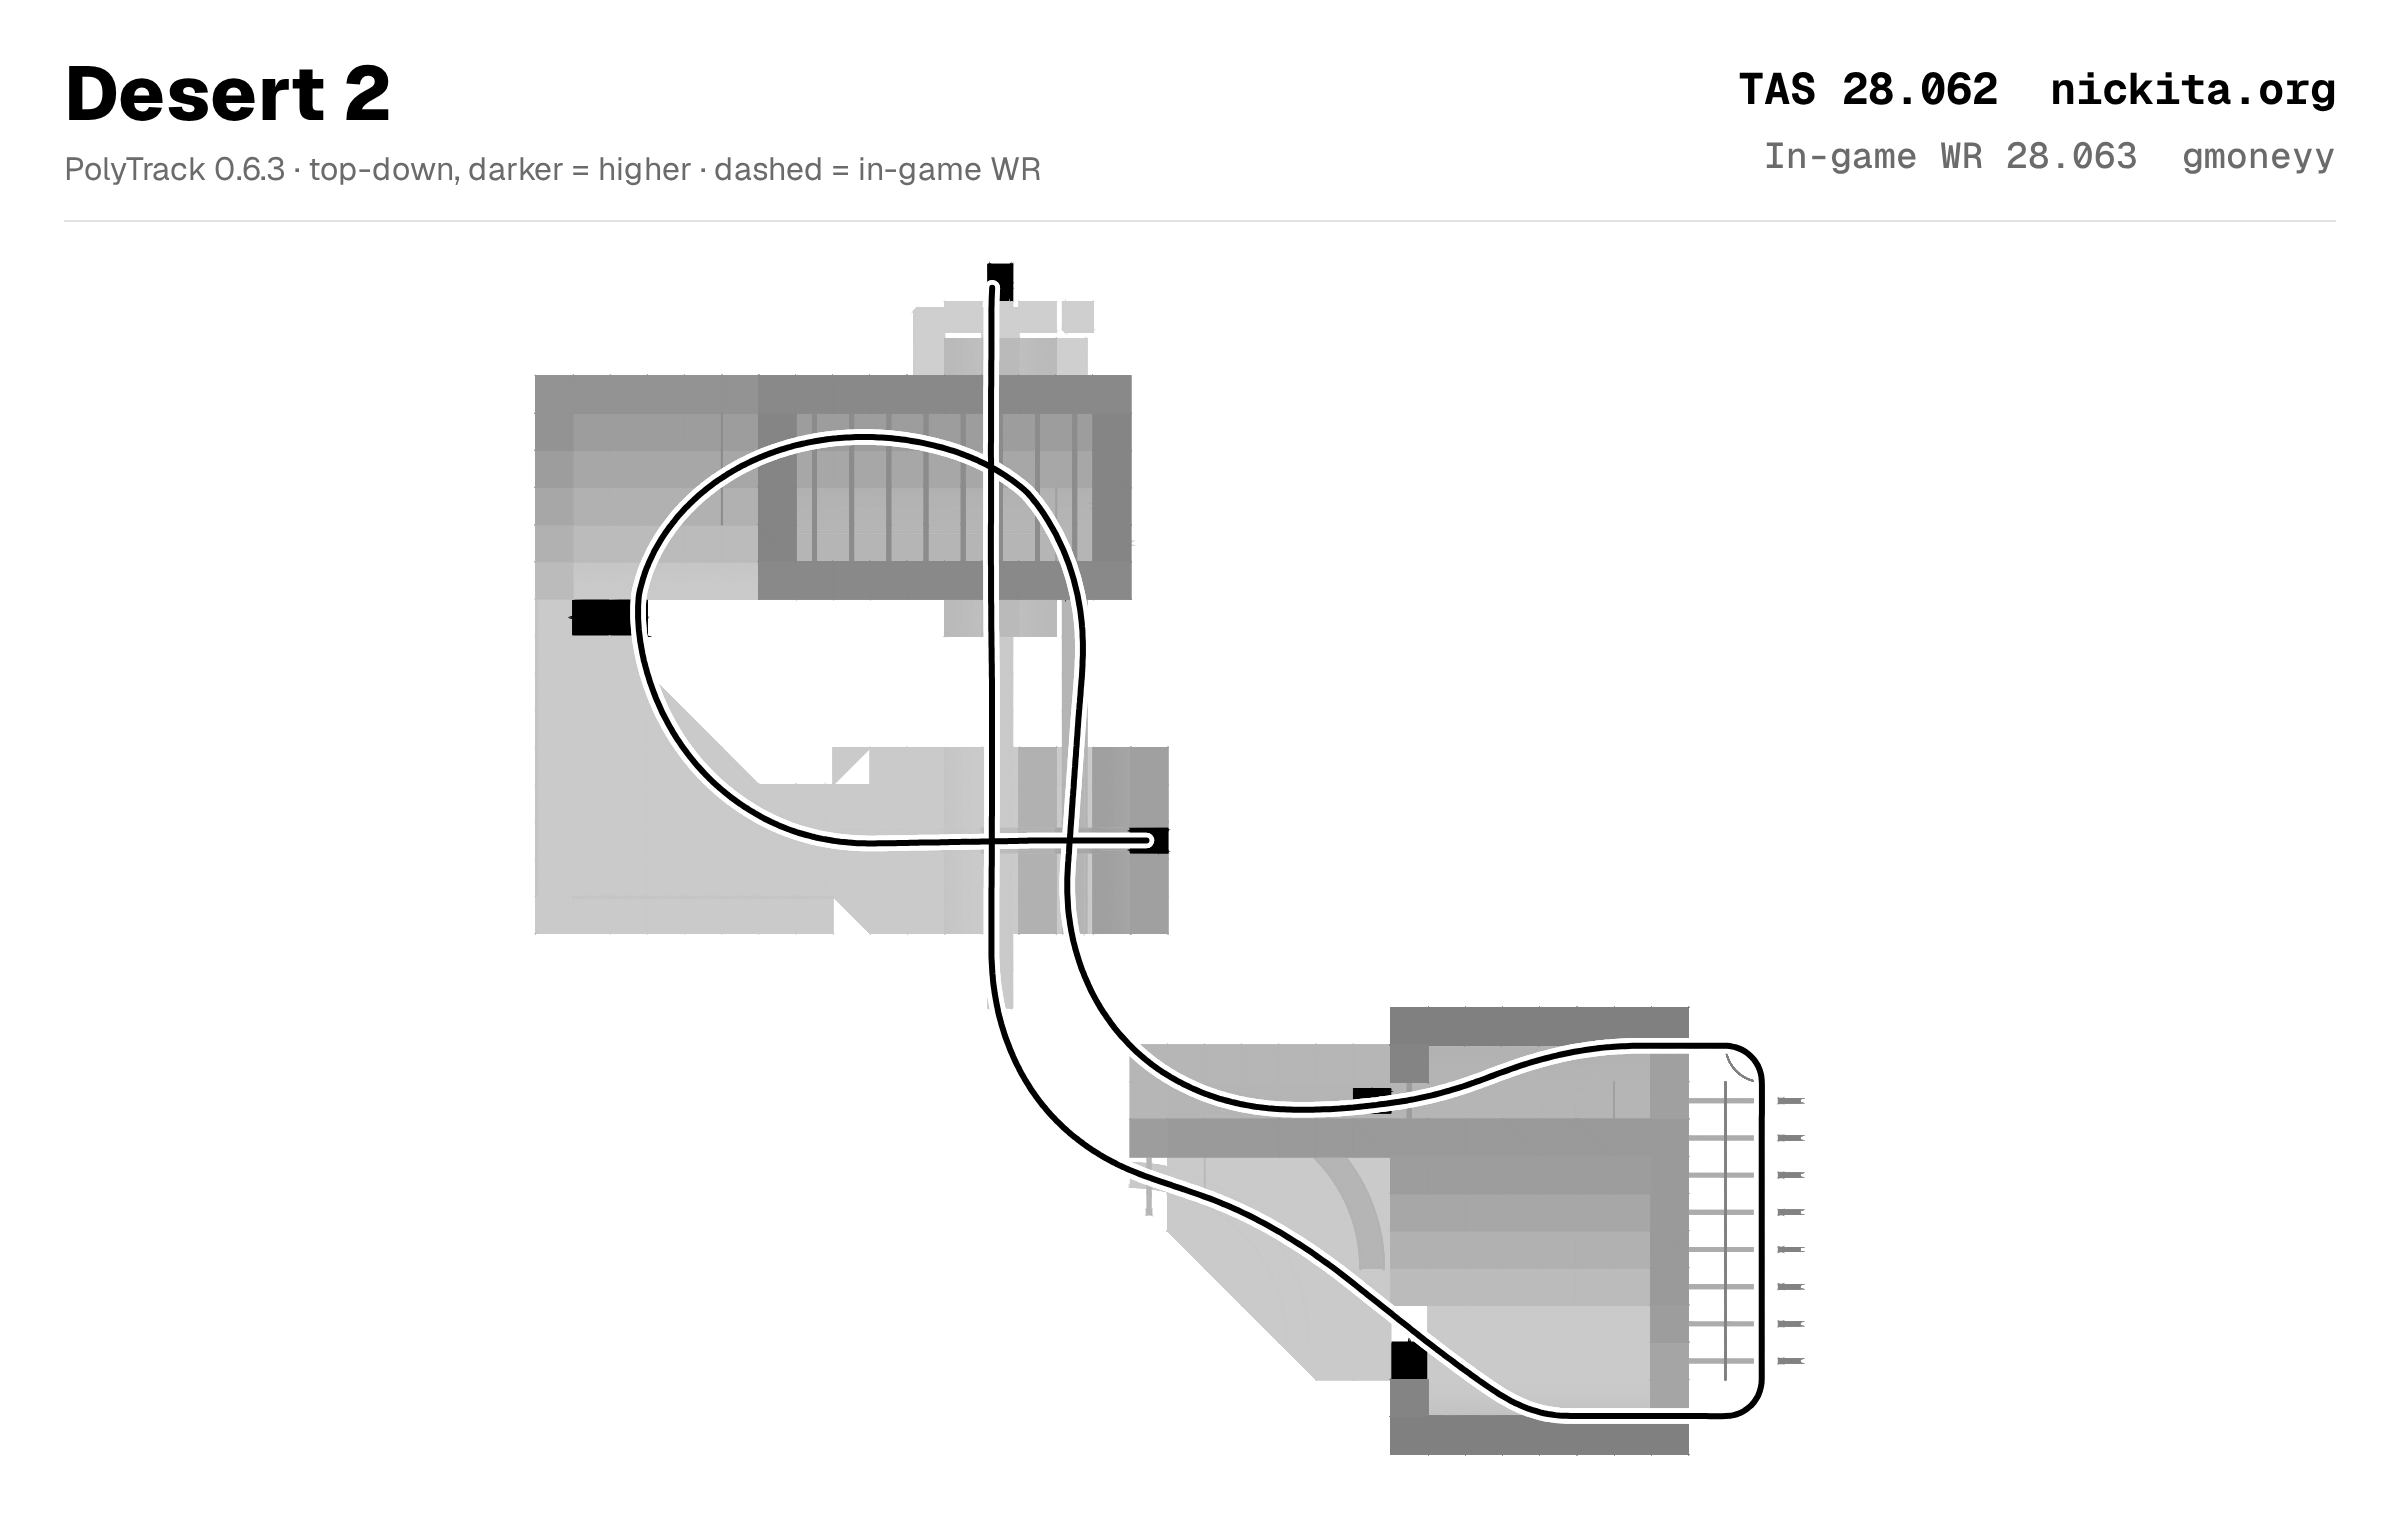 Desert 2
PolyTrack 0.6.3 · top-down, darker = higher · dashed = in-game WR
TAS 28.062 nickita.org
In-game WR 28.063 gmoneyy